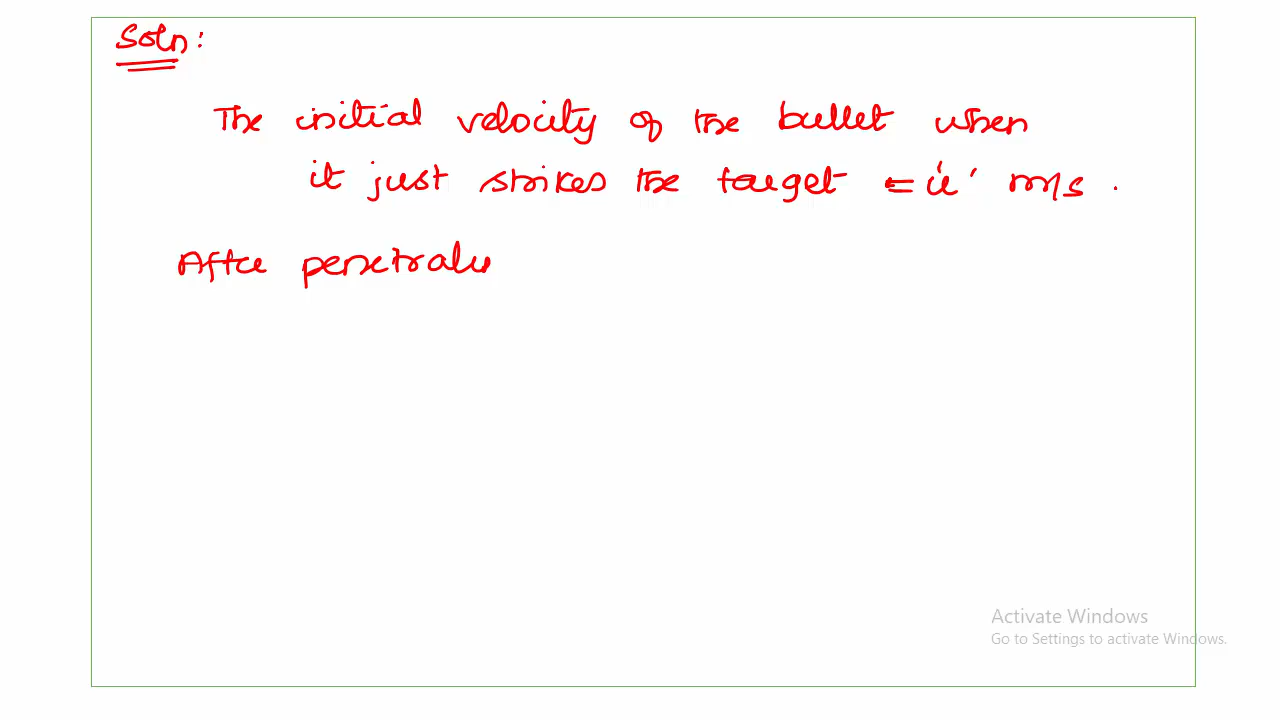 Soln:
The initial velocity of the bullet when
it just strikes the target = 'u' m/s.
After
Activate Windows
Go to Settings to activate Windows.